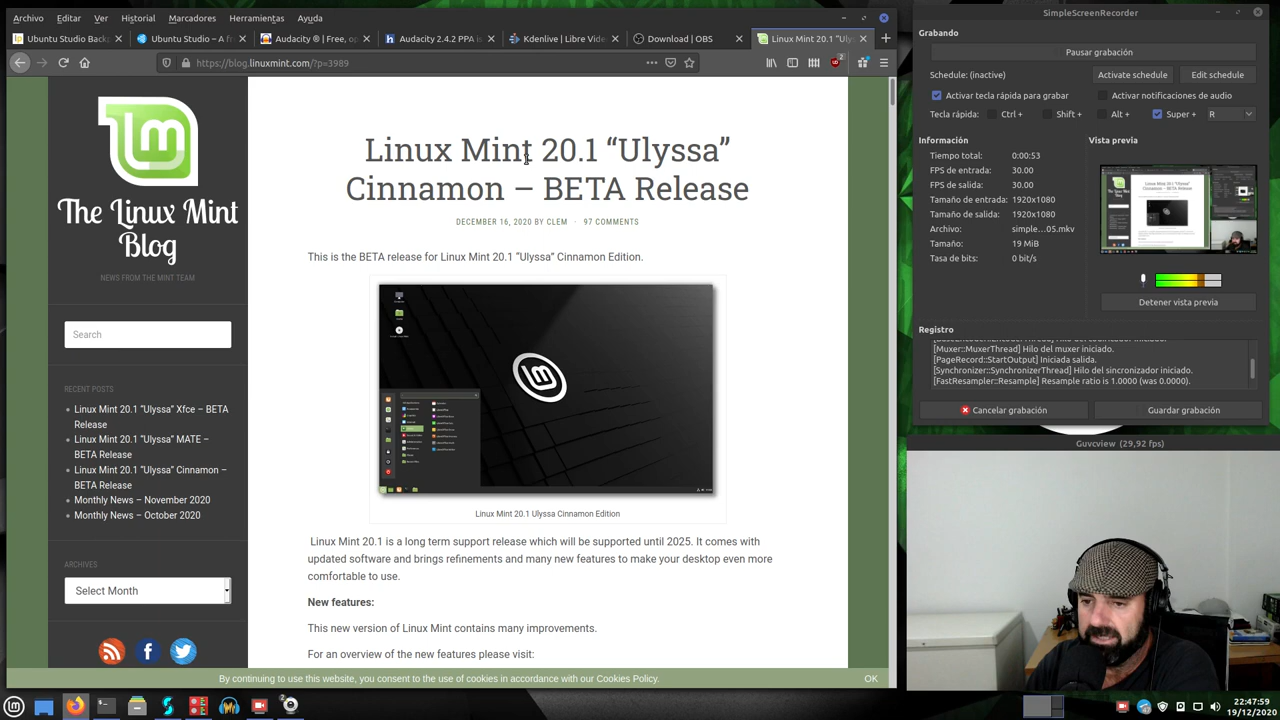 Archivo Editar Ver Historial Marcadores Herramientas Ayuda
Ubuntu Studio Backp
Ubuntu Studio – A fr
Audacity ® | Free, op
Audacity 2.4.2 PPA is
Kdenlive | Libre Vide
Download | OBS
Linux Mint 20.1 "Uly
https://blog.linuxmint.com/?p=3989
2
The Linux Mint
Blog
NEWS FROM THE MINT TEAM
Search
RECENT POSTS
Linux Mint 20.1 "Ulyssa" Xfce – BETA
Release
Linux Mint 20.1 "Ulyssa" MATE –
BETA Release
Linux Mint 20.1 "Ulyssa" Cinnamon –
BETA Release
Monthly News – November 2020
Monthly News – October 2020
ARCHIVES
Select Month
Linux Mint 20.1 “Ulyssa”
Cinnamon – BETA Release
DECEMBER 16, 2020 BY CLEM · 97 COMMENTS
This is the BETA release for Linux Mint 20.1 “Ulyssa” Cinnamon Edition.
Linux Mint 20.1 Ulyssa Cinnamon Edition
Linux Mint 20.1 is a long term support release which will be supported until 2025. It comes with
updated software and brings refinements and many new features to make your desktop even more
comfortable to use.
New features:
This new version of Linux Mint contains many improvements.
For an overview of the new features please visit:
By continuing to use this website, you consent to the use of cookies in accordance with our Cookies Policy.
OK
SimpleScreenRecorder
Grabando
Pausar grabación
Schedule: (inactive)
Activate schedule
Edit schedule
Activar tecla rápida para grabar
Activar notificaciones de audio
Tecla rápida:
Ctrl +
Shift +
Alt +
Super +
R
Información
Vista previa
Tiempo total: 0:00:53
FPS de entrada: 30.00
FPS de salida: 30.00
Tamaño de entrada: 1920x1080
Tamaño de salida: 1920x1080
Archivo: simple....05.mkv
Tamaño: 19 MiB
Tasa de bits: 0 bit/s
Detener vista previa
Registro
[Muxer::MuxerThread] Hilo del muxer iniciado.
[PageRecord::StartOutput] Iniciada salida.
[Synchronizer::SynchronizerThread] Hilo del sincronizador iniciado.
[FastResampler::Resample] Resample ratio is 1.0000 (was 0.0000).
Cancelar grabación
Guardar grabación
Guvcview (29,92 fps)
22:47:59
19/12/2020